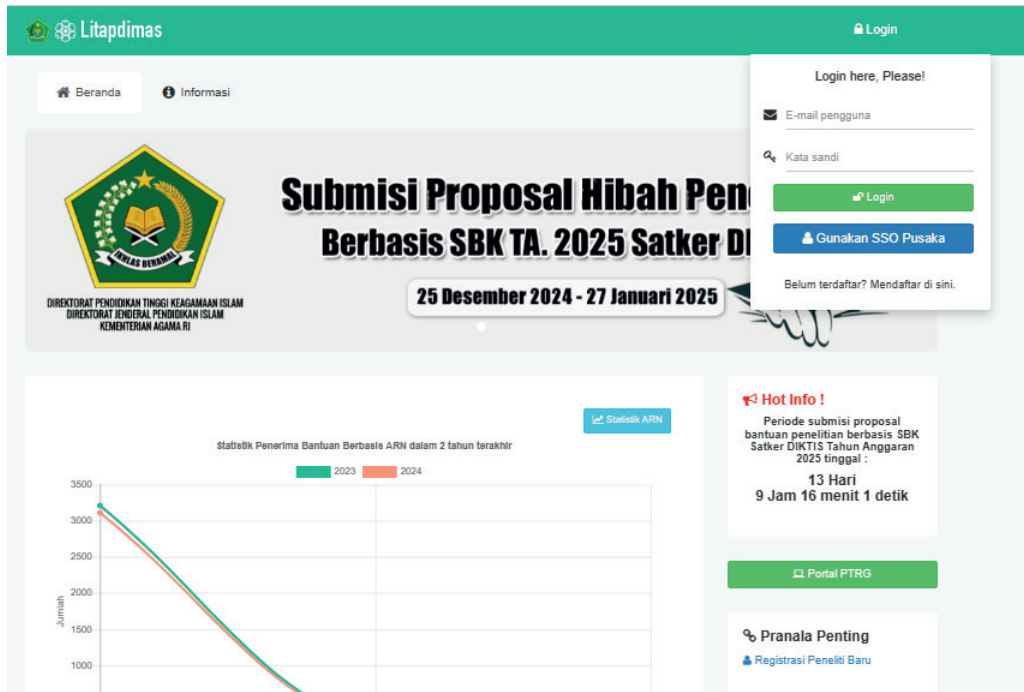 Litapdimas
Login
Login here, Please!
E-mail pengguna
Kata sandi
Login
Gunakan SSO Pusaka
Belum terdaftar? Mendaftar di sini.
Beranda
Informasi
IKHLAS BERAMAL
DIREKTORAT PENDIDIKAN TINGGI KEAGAMAAN ISLAM
DIREKTORAT JENDERAL PENDIDIKAN ISLAM
KEMENTERIAN AGAMA RI
Submisi Proposal Hibah Pen
Berbasis SBK TA. 2025 Satker DI
25 Desember 2024 - 27 Januari 2025
Statistik ARN
Statistik Penerima Bantuan Berbasis ARN dalam 2 tahun terakhir
2023 2024
3500
3000
2500
2000
1500
1000
Jumlah
Hot Info !
Periode submisi proposal
bantuan penelitian berbasis SBK
Satker DIKTIS Tahun Anggaran
2025 tinggal :
13 Hari
9 Jam 16 menit 1 detik
Portal PTRG
Pranala Penting
Registrasi Peneliti Baru